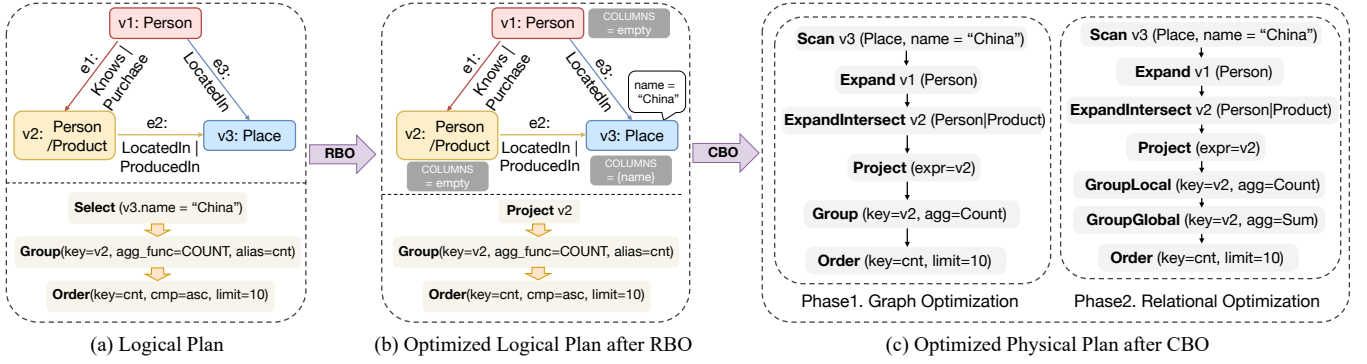 v1: Person
e1:
Knows |
Purchase
e3:
LocatedIn
v2: Person
/Product
e2:
LocatedIn |
ProducedIn
v3: Place
Select (v3.name = “China”)
Group(key=v2, agg_func=COUNT, alias=cnt)
Order(key=cnt, cmp=asc, limit=10)
(a) Logical Plan
RBO
v1: Person
COLUMNS
= empty
e1:
Knows |
Purchase
e3:
LocatedIn
name =
“China”
v2: Person
/Product
e2:
LocatedIn |
ProducedIn
v3: Place
COLUMNS
= empty
COLUMNS
= {name}
Project v2
Group(key=v2, agg_func=COUNT, alias=cnt)
Order(key=cnt, cmp=asc, limit=10)
(b) Optimized Logical Plan after RBO
CBO
Scan v3 (Place, name = “China”)
Expand v1 (Person)
ExpandIntersect v2 (Person|Product)
Project (expr=v2)
Group (key=v2, agg=Count)
Order (key=cnt, limit=10)
Phase1. Graph Optimization
Scan v3 (Place, name = “China”)
Expand v1 (Person)
ExpandIntersect v2 (Person|Product)
Project (expr=v2)
GroupLocal (key=v2, agg=Count)
GroupGlobal (key=v2, agg=Sum)
Order (key=cnt, limit=10)
Phase2. Relational Optimization
(c) Optimized Physical Plan after CBO